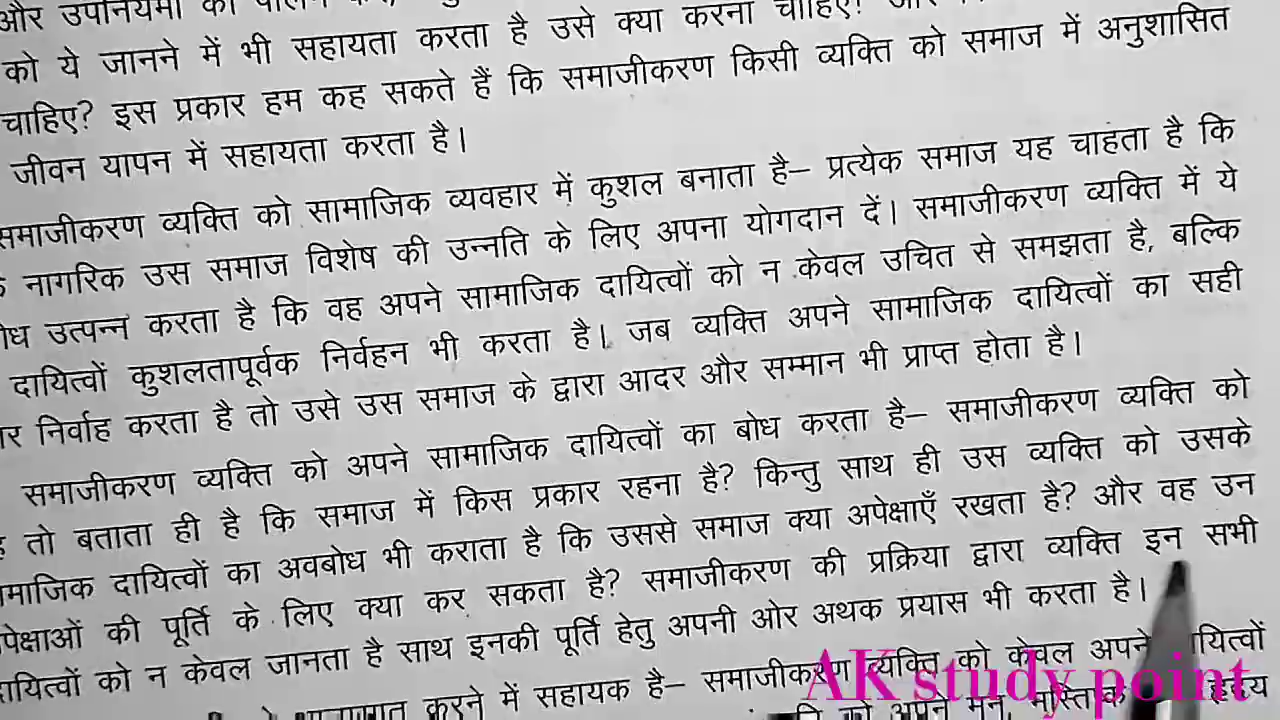 और उपनियमों का पालन
को ये जानने में भी सहायता करता है उसे क्या करना चाहिए?
चाहिए? इस प्रकार हम कह सकते हैं कि समाजीकरण किसी व्यक्ति को समाज में अनुशासित
जीवन यापन में सहायता करता है।
समाजीकरण व्यक्ति को सामाजिक व्यवहार में कुशल बनाता है– प्रत्येक समाज यह चाहता है कि
नागरिक उस समाज विशेष की उन्नति के लिए अपना योगदान दें। समाजीकरण व्यक्ति में ये
बोध उत्पन्न करता है कि वह अपने सामाजिक दायित्वों को न केवल उचित से समझता है, बल्कि
दायित्वों कुशलतापूर्वक निर्वहन भी करता है। जब व्यक्ति अपने सामाजिक दायित्वों का सही
निर्वाह करता है तो उसे उस समाज के द्वारा आदर और सम्मान भी प्राप्त होता है।
समाजीकरण व्यक्ति को अपने सामाजिक दायित्वों का बोध करता है– समाजीकरण व्यक्ति को
तो बताता ही है कि समाज में किस प्रकार रहना है? किन्तु साथ ही उस व्यक्ति को उसके
सामाजिक दायित्वों का अवबोध भी कराता है कि उससे समाज क्या अपेक्षाएँ रखता है? और वह उन
अपेक्षाओं की पूर्ति के लिए क्या कर सकता है? समाजीकरण की प्रक्रिया द्वारा व्यक्ति इन सभी
दायित्वों को न केवल जानता है साथ इनकी पूर्ति हेतु अपनी ओर अथक प्रयास भी करता है।
करने में सहायक है– समाजीकरण व्यक्ति को केवल अपने दायित्वों
को अपने मन, मस्तिष्क हृदय
AK study point